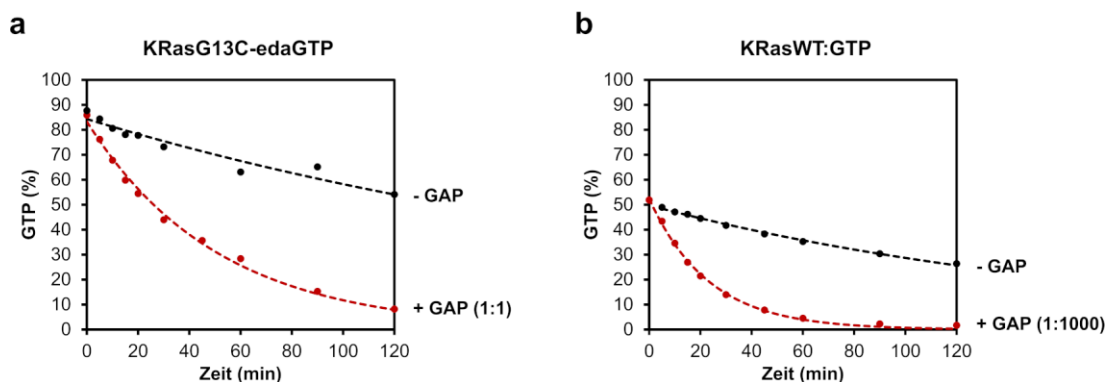 a
KRasG13C-edaGTP
100
90
80
70
60
50
40
30
20
10
0
GTP (%)
- GAP
+ GAP (1:1)
0 20 40 60 80 100 120
Zeit (min)
b
KRasWT:GTP
100
90
80
70
60
50
40
30
20
10
0
GTP (%)
- GAP
+ GAP (1:1000)
0 20 40 60 80 100 120
Zeit (min)